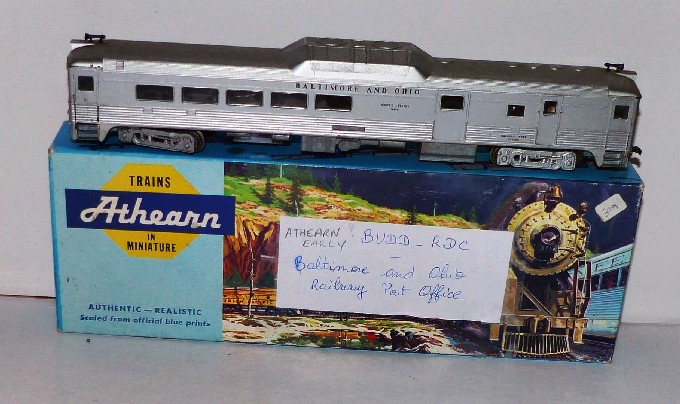 BALTIMORE AND OHIO
TRAINS
Athearn
IN
MINIATURE
AUTHENTIC — REALISTIC
Scaled from official blue prints
ATHEARN
EARLY
BUDD - RDC
-
Baltimore and Ohio
Railway Post Office